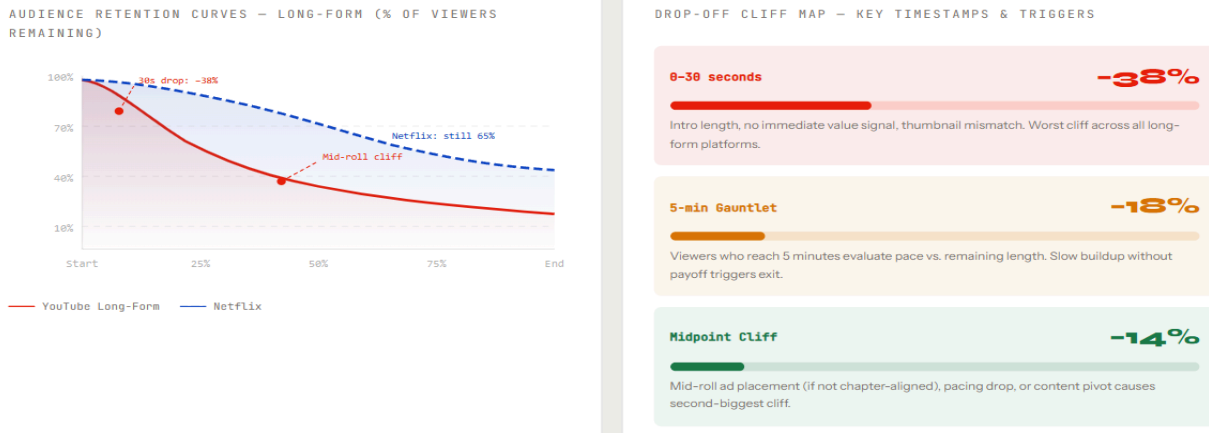 AUDIENCE RETENTION CURVES — LONG-FORM (% OF VIEWERS
REMAINING)
100%
30s drop: −38%
70%
Netflix: still 65%
Mid-roll cliff
40%
10%
Start
25%
50%
75%
End
YouTube Long-Form
Netflix
DROP-OFF CLIFF MAP — KEY TIMESTAMPS & TRIGGERS
0–30 seconds
−38%
Intro length, no immediate value signal, thumbnail mismatch. Worst cliff across all long-
form platforms.
5-min Gauntlet
−18%
Viewers who reach 5 minutes evaluate pace vs. remaining length. Slow buildup without
payoff triggers exit.
Midpoint Cliff
−14%
Mid-roll ad placement (if not chapter-aligned), pacing drop, or content pivot causes
second-biggest cliff.